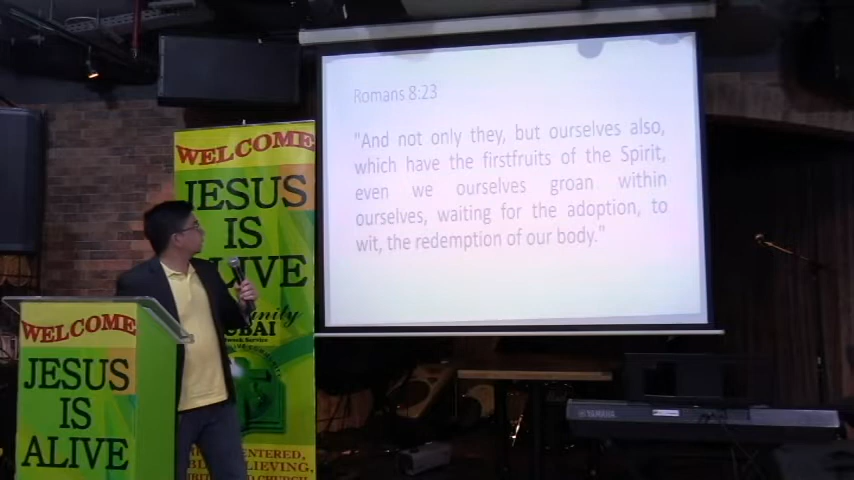 Romans 8:23
"And not only they, but ourselves also,
which have the firstfruits of the Spirit,
even we ourselves groan within
ourselves, waiting for the adoption, to
wit, the redemption of our body."
WELCOME
JESUS
IS
ALIVE
WELCOME
JESUS
IS
ALIVE
YAMAHA